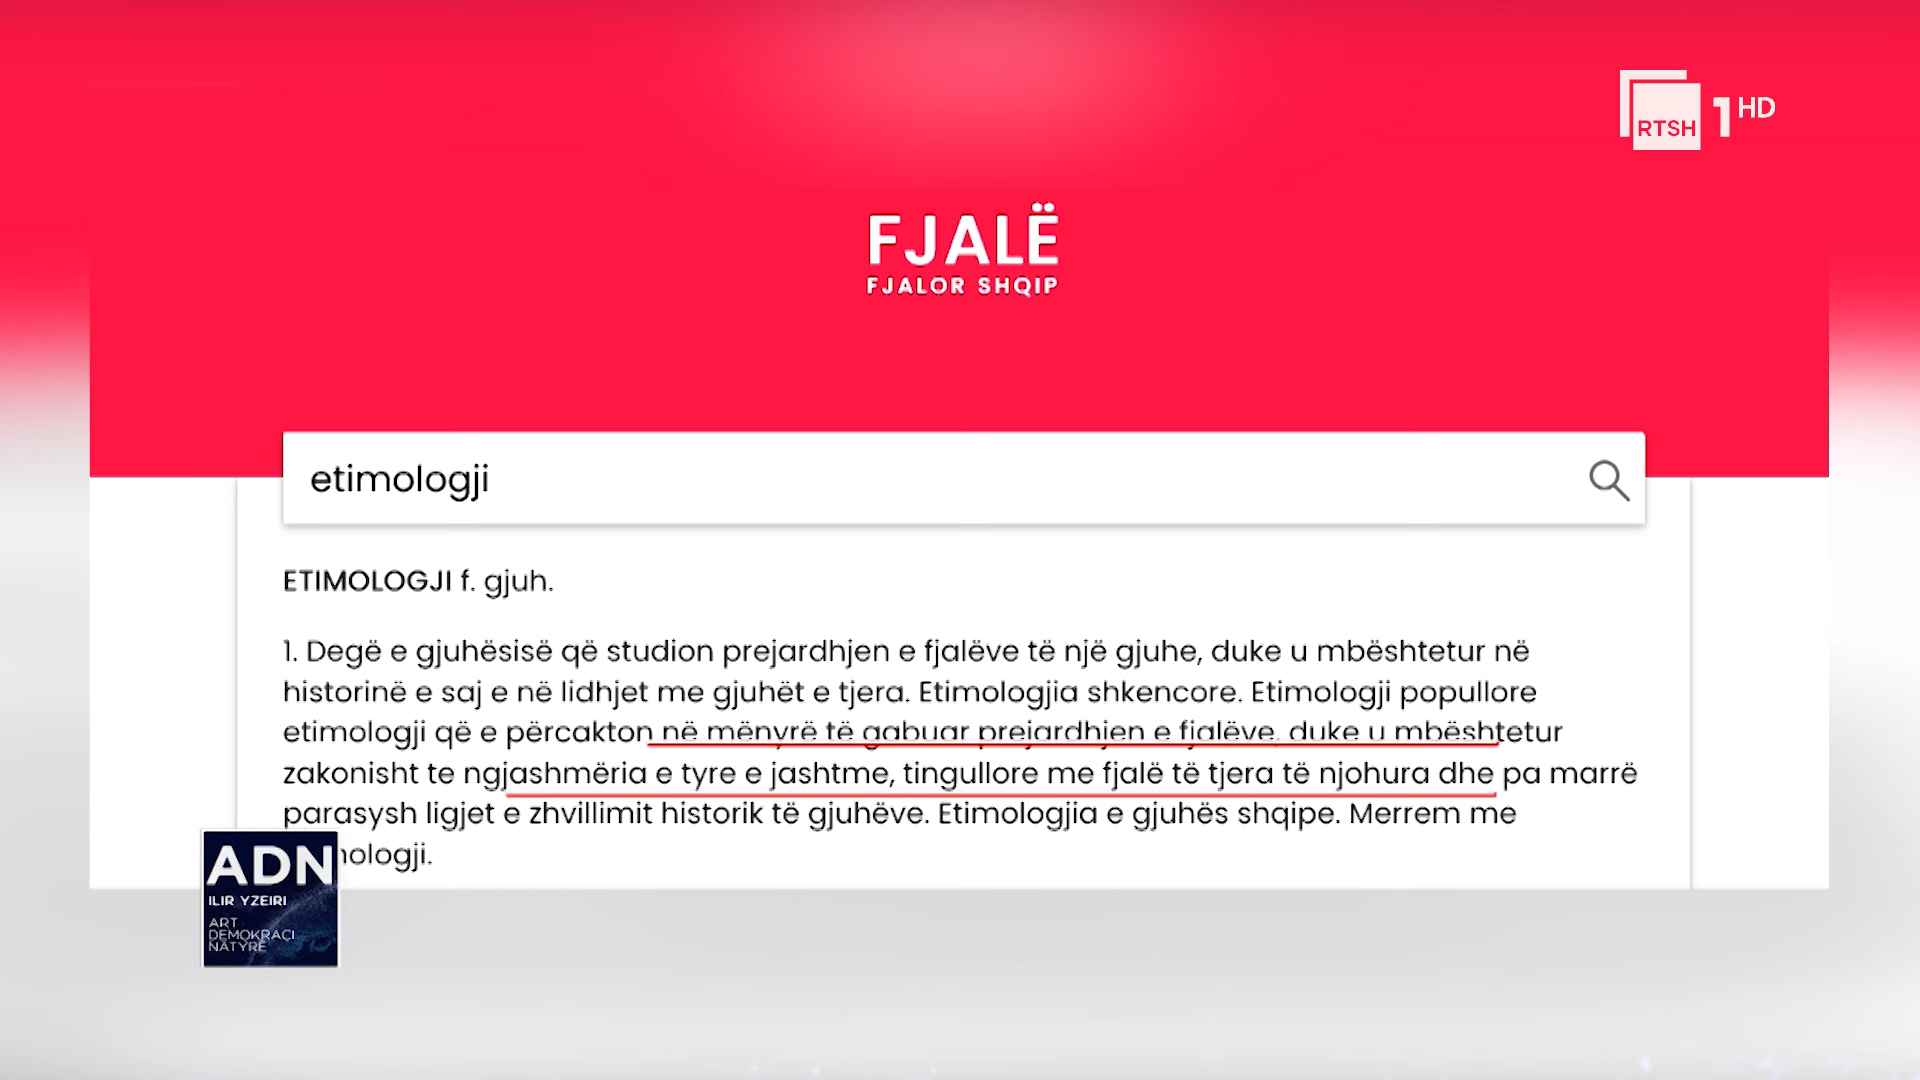 RTSH 1 HD
FJALË
FJALOR SHQIP
etimologji
ETIMOLOGJI f. gjuh.
1. Degë e gjuhësisë që studion prejardhjen e fjalëve të një gjuhe, duke u mbështetur në
historinë e saj e në lidhjet me gjuhët e tjera. Etimologjia shkencore. Etimologji popullore
etimologji që e përcakton në mënyrë të gabuar prejardhjen e fjalëve, duke u mbështetur
zakonisht te ngjashmëria e tyre e jashtme, tingullore me fjalë të tjera të njohura dhe pa marrë
parasysh ligjet e zhvillimit historik të gjuhëve. Etimologjia e gjuhës shqipe. Merrem me
ADN
ILIR YZEIRI
ART
DEMOKRACI
NATYRË